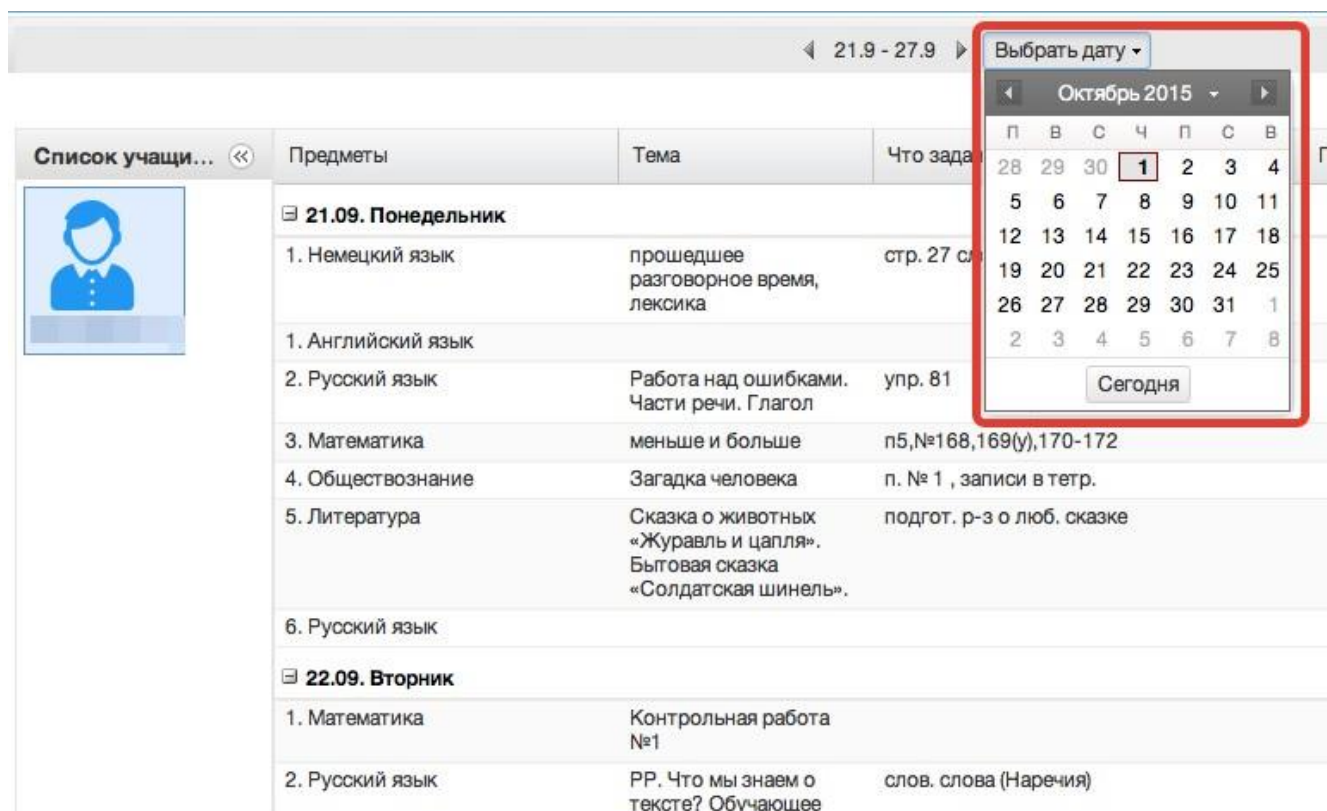 21.9 - 27.9 Выбрать дату
Октябрь 2015
П В С Ч П С В
28 29 30 1 2 3 4
5 6 7 8 9 10 11
12 13 14 15 16 17 18
19 20 21 22 23 24 25
26 27 28 29 30 31 1
2 3 4 5 6 7 8
Сегодня
Список учащи... Предметы Тема Что
21.09. Понедельник
1. Немецкий язык прошедшее стр. 27
разговорное время,
лексика
1. Английский язык
2. Русский язык Работа над ошибками. упр. 81
Части речи. Глагол
3. Математика меньше и больше п5,№168,169(у),170-172
4. Обществознание Загадка человека п. № 1 , записи в тетр.
5. Литература Сказка о животных подгот. р-з о люб. сказке
«Журавль и цапля».
Бытовая сказка
«Солдатская шинель».
6. Русский язык
22.09. Вторник
1. Математика Контрольная работа
№1
2. Русский язык РР. Что мы знаем о слов. слова (Наречия)
тексте? Обучающее